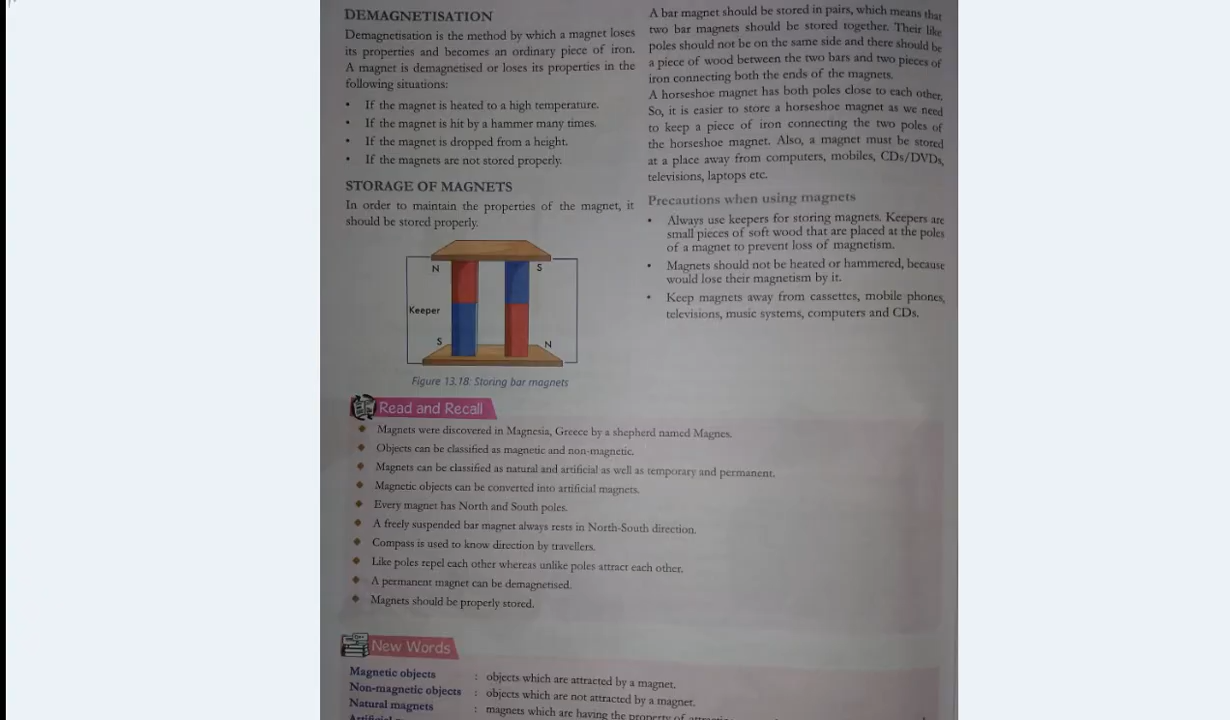 DEMAGNETISATION
Demagnetisation is the method by which a magnet loses
its properties and becomes an ordinary piece of iron.
A magnet is demagnetised or loses its properties in the
following situations:
• If the magnet is heated to a high temperature.
• If the magnet is hit by a hammer many times.
• If the magnet is dropped from a height.
• If the magnets are not stored properly.
STORAGE OF MAGNETS
In order to maintain the properties of the magnet, it
should be stored properly.
N
S
Keeper
S
N
Figure 13.18: Storing bar magnets
A bar magnet should be stored in pairs, which means that
two bar magnets should be stored together. Their like
poles should not be on the same side and there should be
a piece of wood between the two bars and two pieces of
iron connecting both the ends of the magnets.
A horseshoe magnet has both poles close to each other.
So, it is easier to store a horseshoe magnet as we need
to keep a piece of iron connecting the two poles of
the horseshoe magnet. Also, a magnet must be stored
at a place away from computers, mobiles, CDs/DVDs,
televisions, laptops etc.
Precautions when using magnets
• Always use keepers for storing magnets. Keepers are
small pieces of soft wood that are placed at the poles
of a magnet to prevent loss of magnetism.
• Magnets should not be heated or hammered, because
would lose their magnetism by it.
• Keep magnets away from cassettes, mobile phones,
televisions, music systems, computers and CDs.
Read and Recall
Magnets were discovered in Magnesia, Greece by a shepherd named Magnes.
Objects can be classified as magnetic and non-magnetic.
Magnets can be classified as natural and artificial as well as temporary and permanent.
Magnetic objects can be converted into artificial magnets.
Every magnet has North and South poles.
A freely suspended bar magnet always rests in North-South direction.
Compass is used to know direction by travellers.
Like poles repel each other whereas unlike poles attract each other.
A permanent magnet can be demagnetised.
Magnets should be properly stored.
New Words
Magnetic objects : objects which are attracted by a magnet.
Non-magnetic objects : objects which are not attracted by a magnet.
Natural magnets : magnets which are having the property of